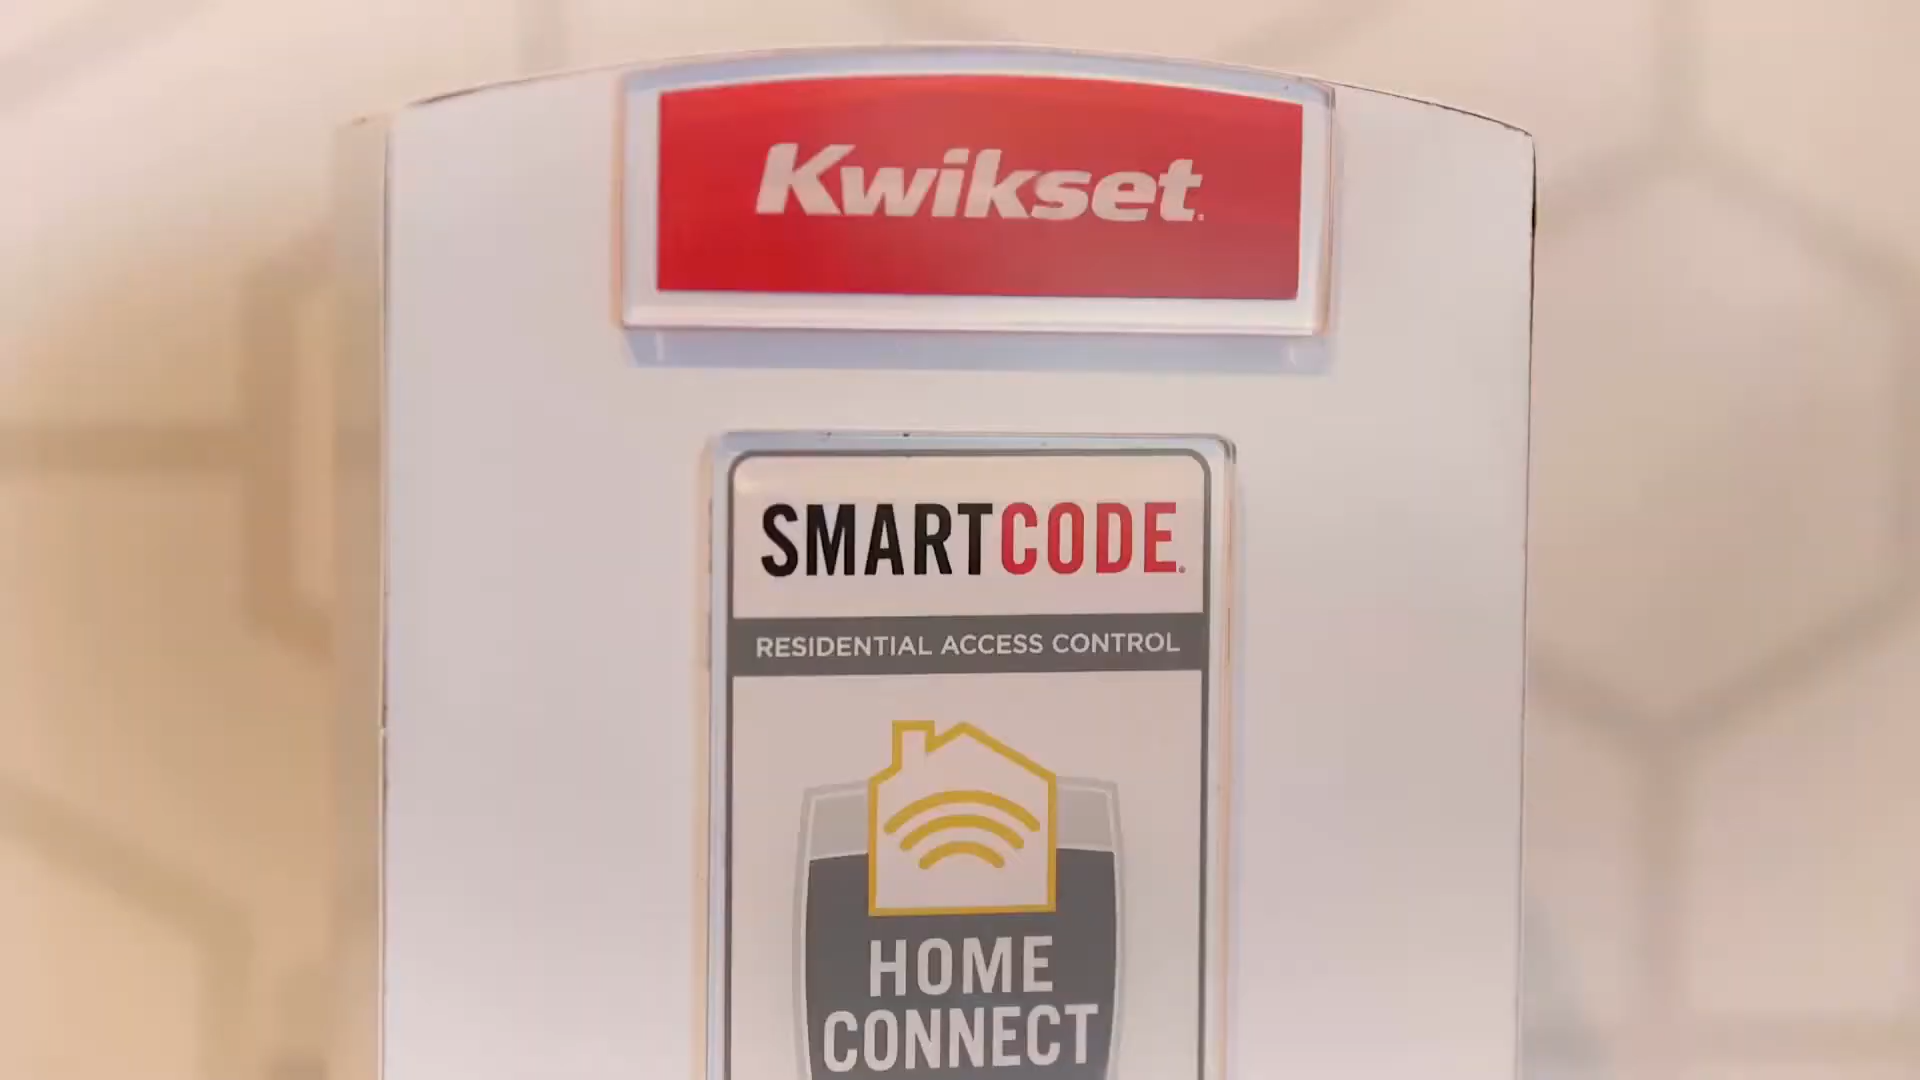 Kwikset
SMARTCODE
RESIDENTIAL ACCESS CONTROL
HOME
CONNECT